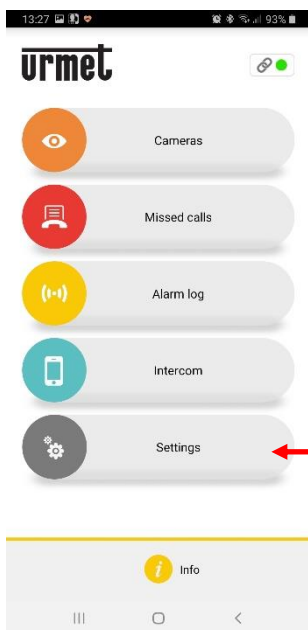 13:27 93%
urmet
Cameras
Missed calls
Alarm log
Intercom
Settings
i Info